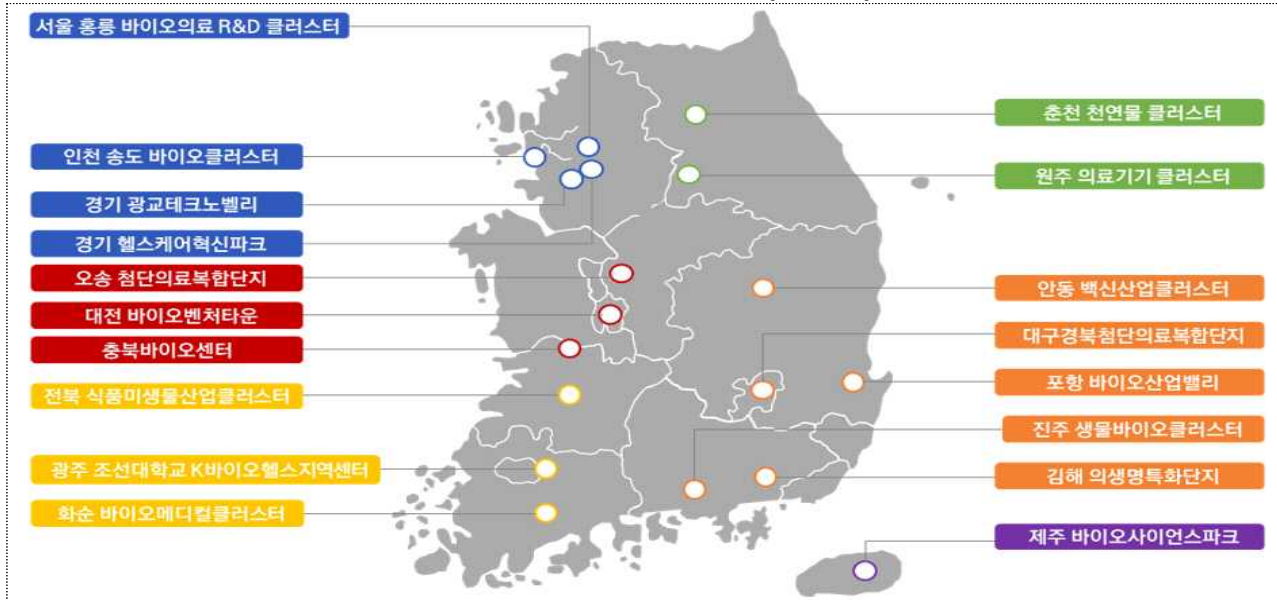 서울 홍릉 바이오의료 R&D 클러스터
인천 송도 바이오클러스터
경기 광교테크노벨리
경기 헬스케어혁신파크
오송 첨단의료복합단지
대전 바이오벤처타운
충북바이오센터
전북 식품미생물산업클러스터
광주 조선대학교 K바이오헬스지역센터
화순 바이오메디컬클러스터
춘천 천연물 클러스터
원주 의료기기 클러스터
안동 백신산업클러스터
대구경북첨단의료복합단지
포항 바이오산업밸리
진주 생물바이오클러스터
김해 의생명특화단지
제주 바이오사이언스파크